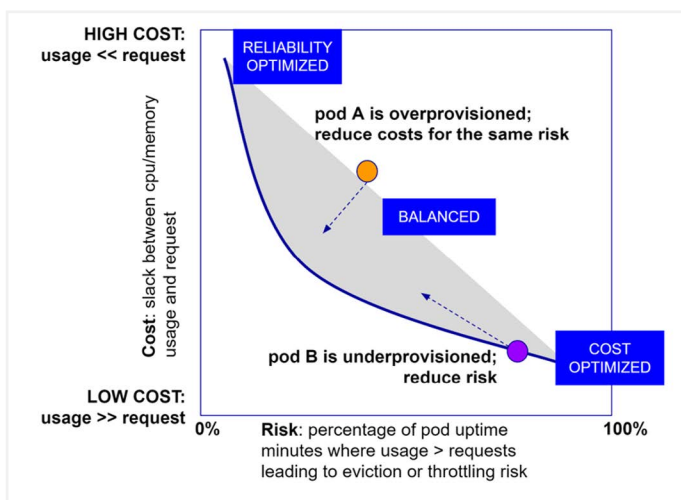 HIGH COST:
usage << request
RELIABILITY
OPTIMIZED
pod A is overprovisioned;
reduce costs for the same risk
BALANCED
Cost: slack between cpu/memory
usage and request
pod B is underprovisioned;
reduce risk
COST
OPTIMIZED
LOW COST:
usage >> request
0%
Risk: percentage of pod uptime
minutes where usage > requests
leading to eviction or throttling risk
100%